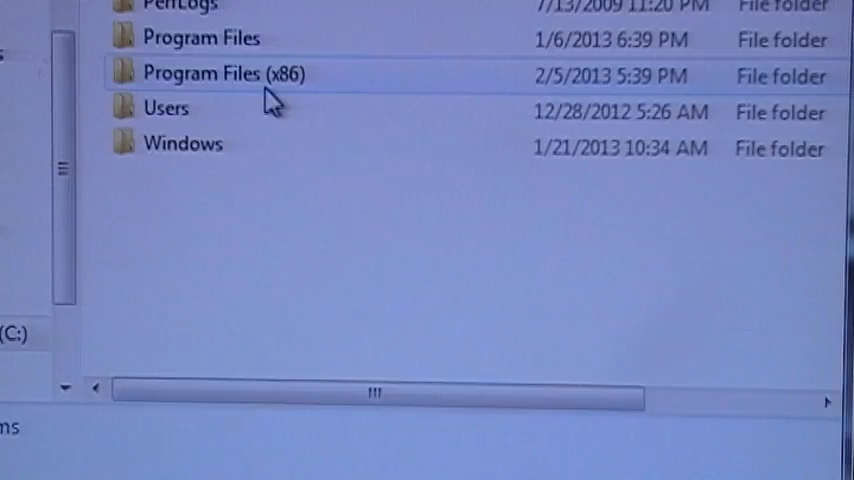 PerfLogs 7/13/2009 11:20 PM File folder
Program Files 1/6/2013 6:39 PM File folder
Program Files (x86) 2/5/2013 5:39 PM File folder
Users 12/28/2012 5:26 AM File folder
Windows 1/21/2013 10:34 AM File folder
(C:)
ms